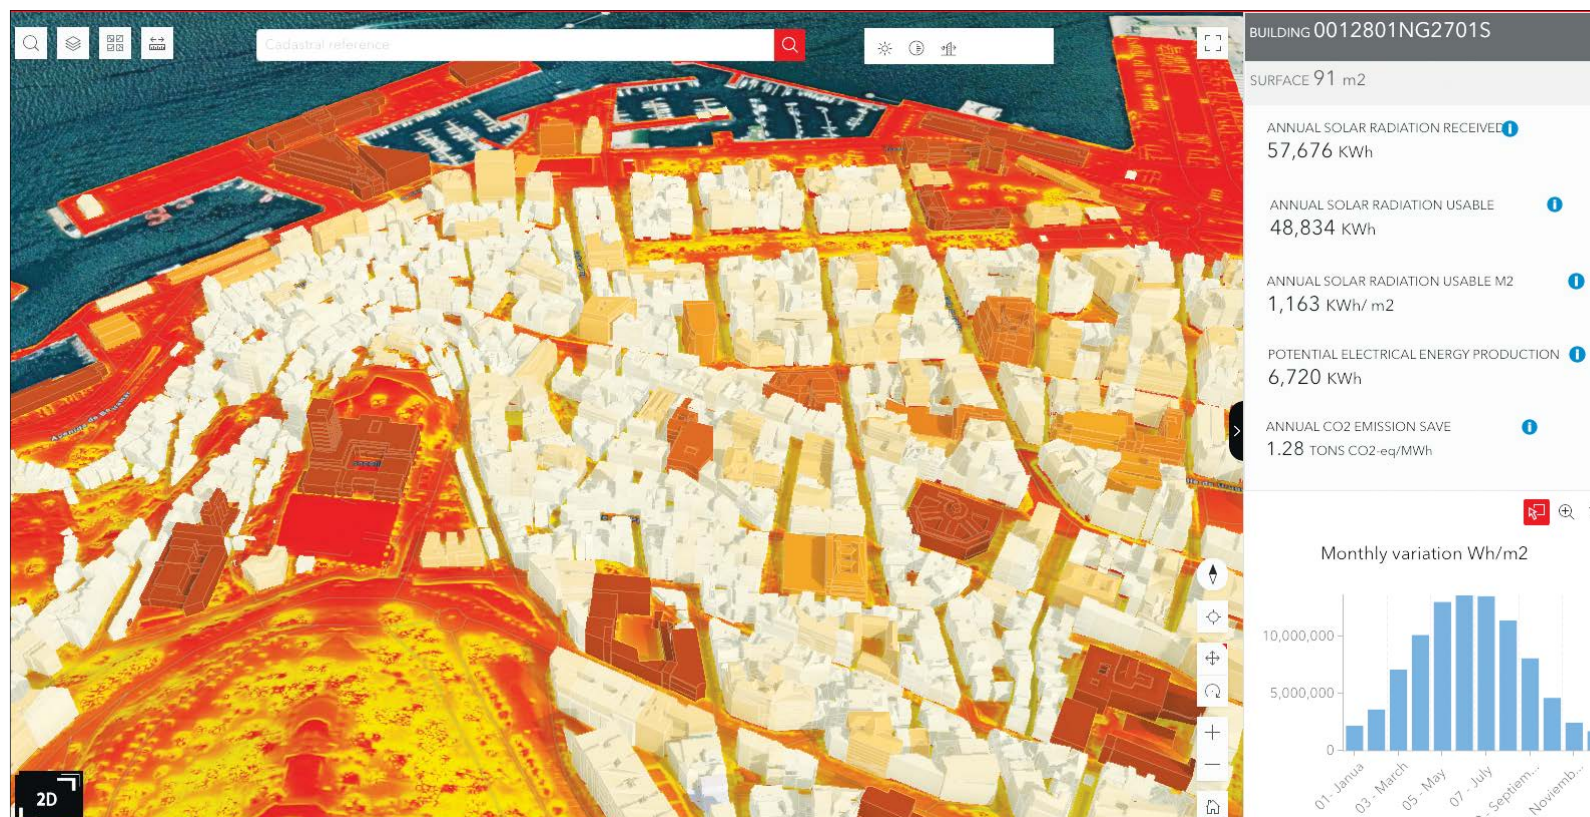 Cadastral reference
BUILDING 0012801NG2701S
SURFACE 91 m2
ANNUAL SOLAR RADIATION RECEIVED
57,676 KWh
ANNUAL SOLAR RADIATION USABLE
48,834 KWh
ANNUAL SOLAR RADIATION USABLE M2
1,163 KWh/ m2
POTENTIAL ELECTRICAL ENERGY PRODUCTION
6,720 KWh
ANNUAL CO2 EMISSION SAVE
1.28 TONS CO2-eq/MWh
Monthly variation Wh/m2
10,000,000
5,000,000
0
01- Janua
03 - March
05 - May
07 - July
- Septiem...
Noviemb...
2D